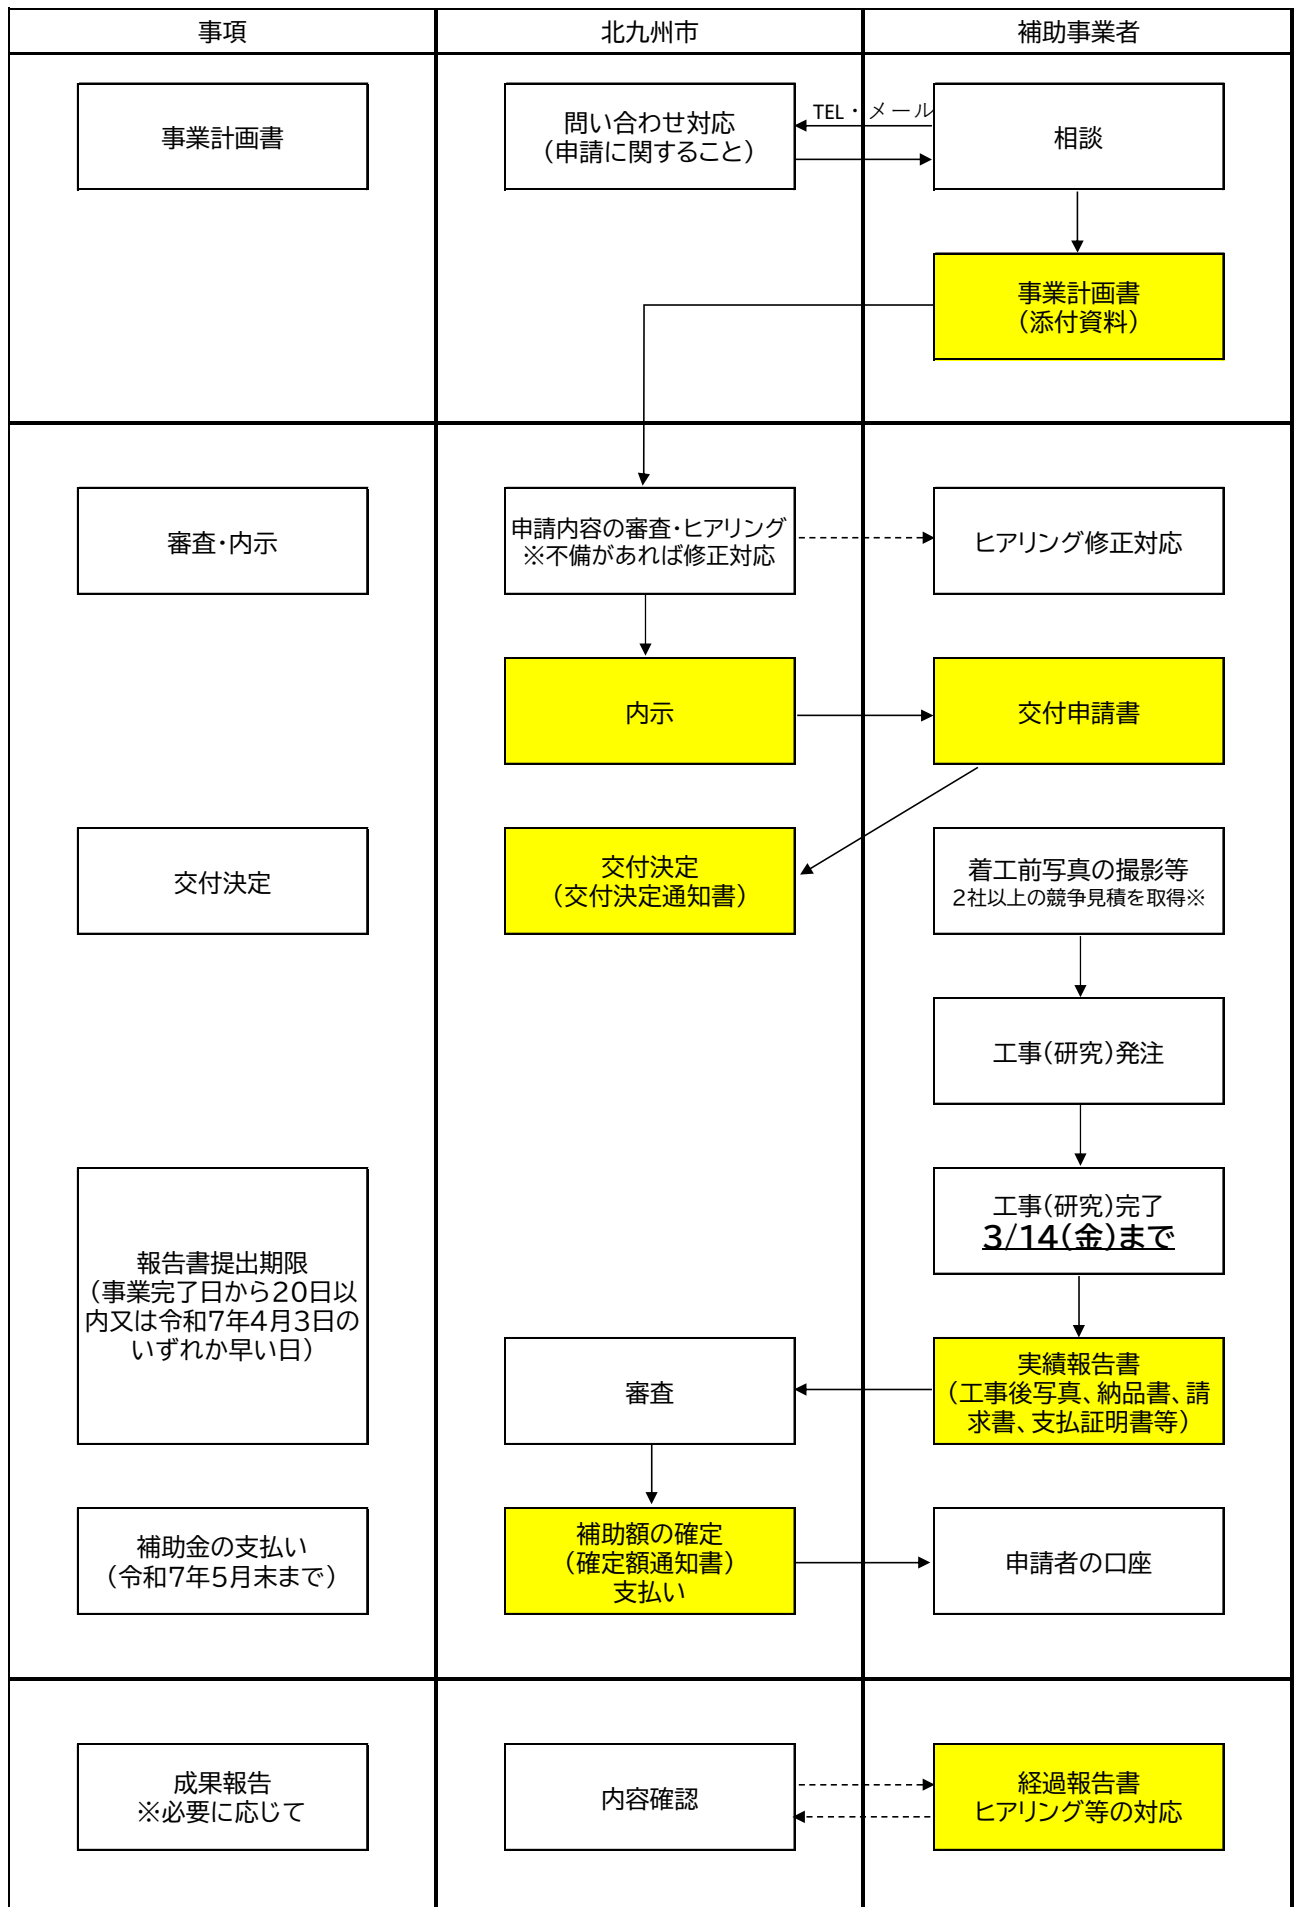 事項
北九州市
補助事業者
事業計画書
問い合わせ対応
（申請に関すること）
TEL・メール
相談
事業計画書
（添付資料）
審査・内示
申請内容の審査・ヒアリング
※不備があれば修正対応
ヒアリング修正対応
内示
交付申請書
交付決定
交付決定
（交付決定通知書）
着工前写真の撮影等
2社以上の競争見積を取得※
工事（研究）発注
工事（研究）完了
3/14（金）まで
報告書提出期限
（事業完了日から20日以
内又は令和7年4月3日の
いずれか早い日）
審査
実績報告書
（工事後写真、納品書、請
求書、支払証明書等）
補助金の支払い
（令和7年5月末まで）
補助額の確定
（確定額通知書）
支払い
申請者の口座
成果報告
※必要に応じて
内容確認
経過報告書
ヒアリング等の対応